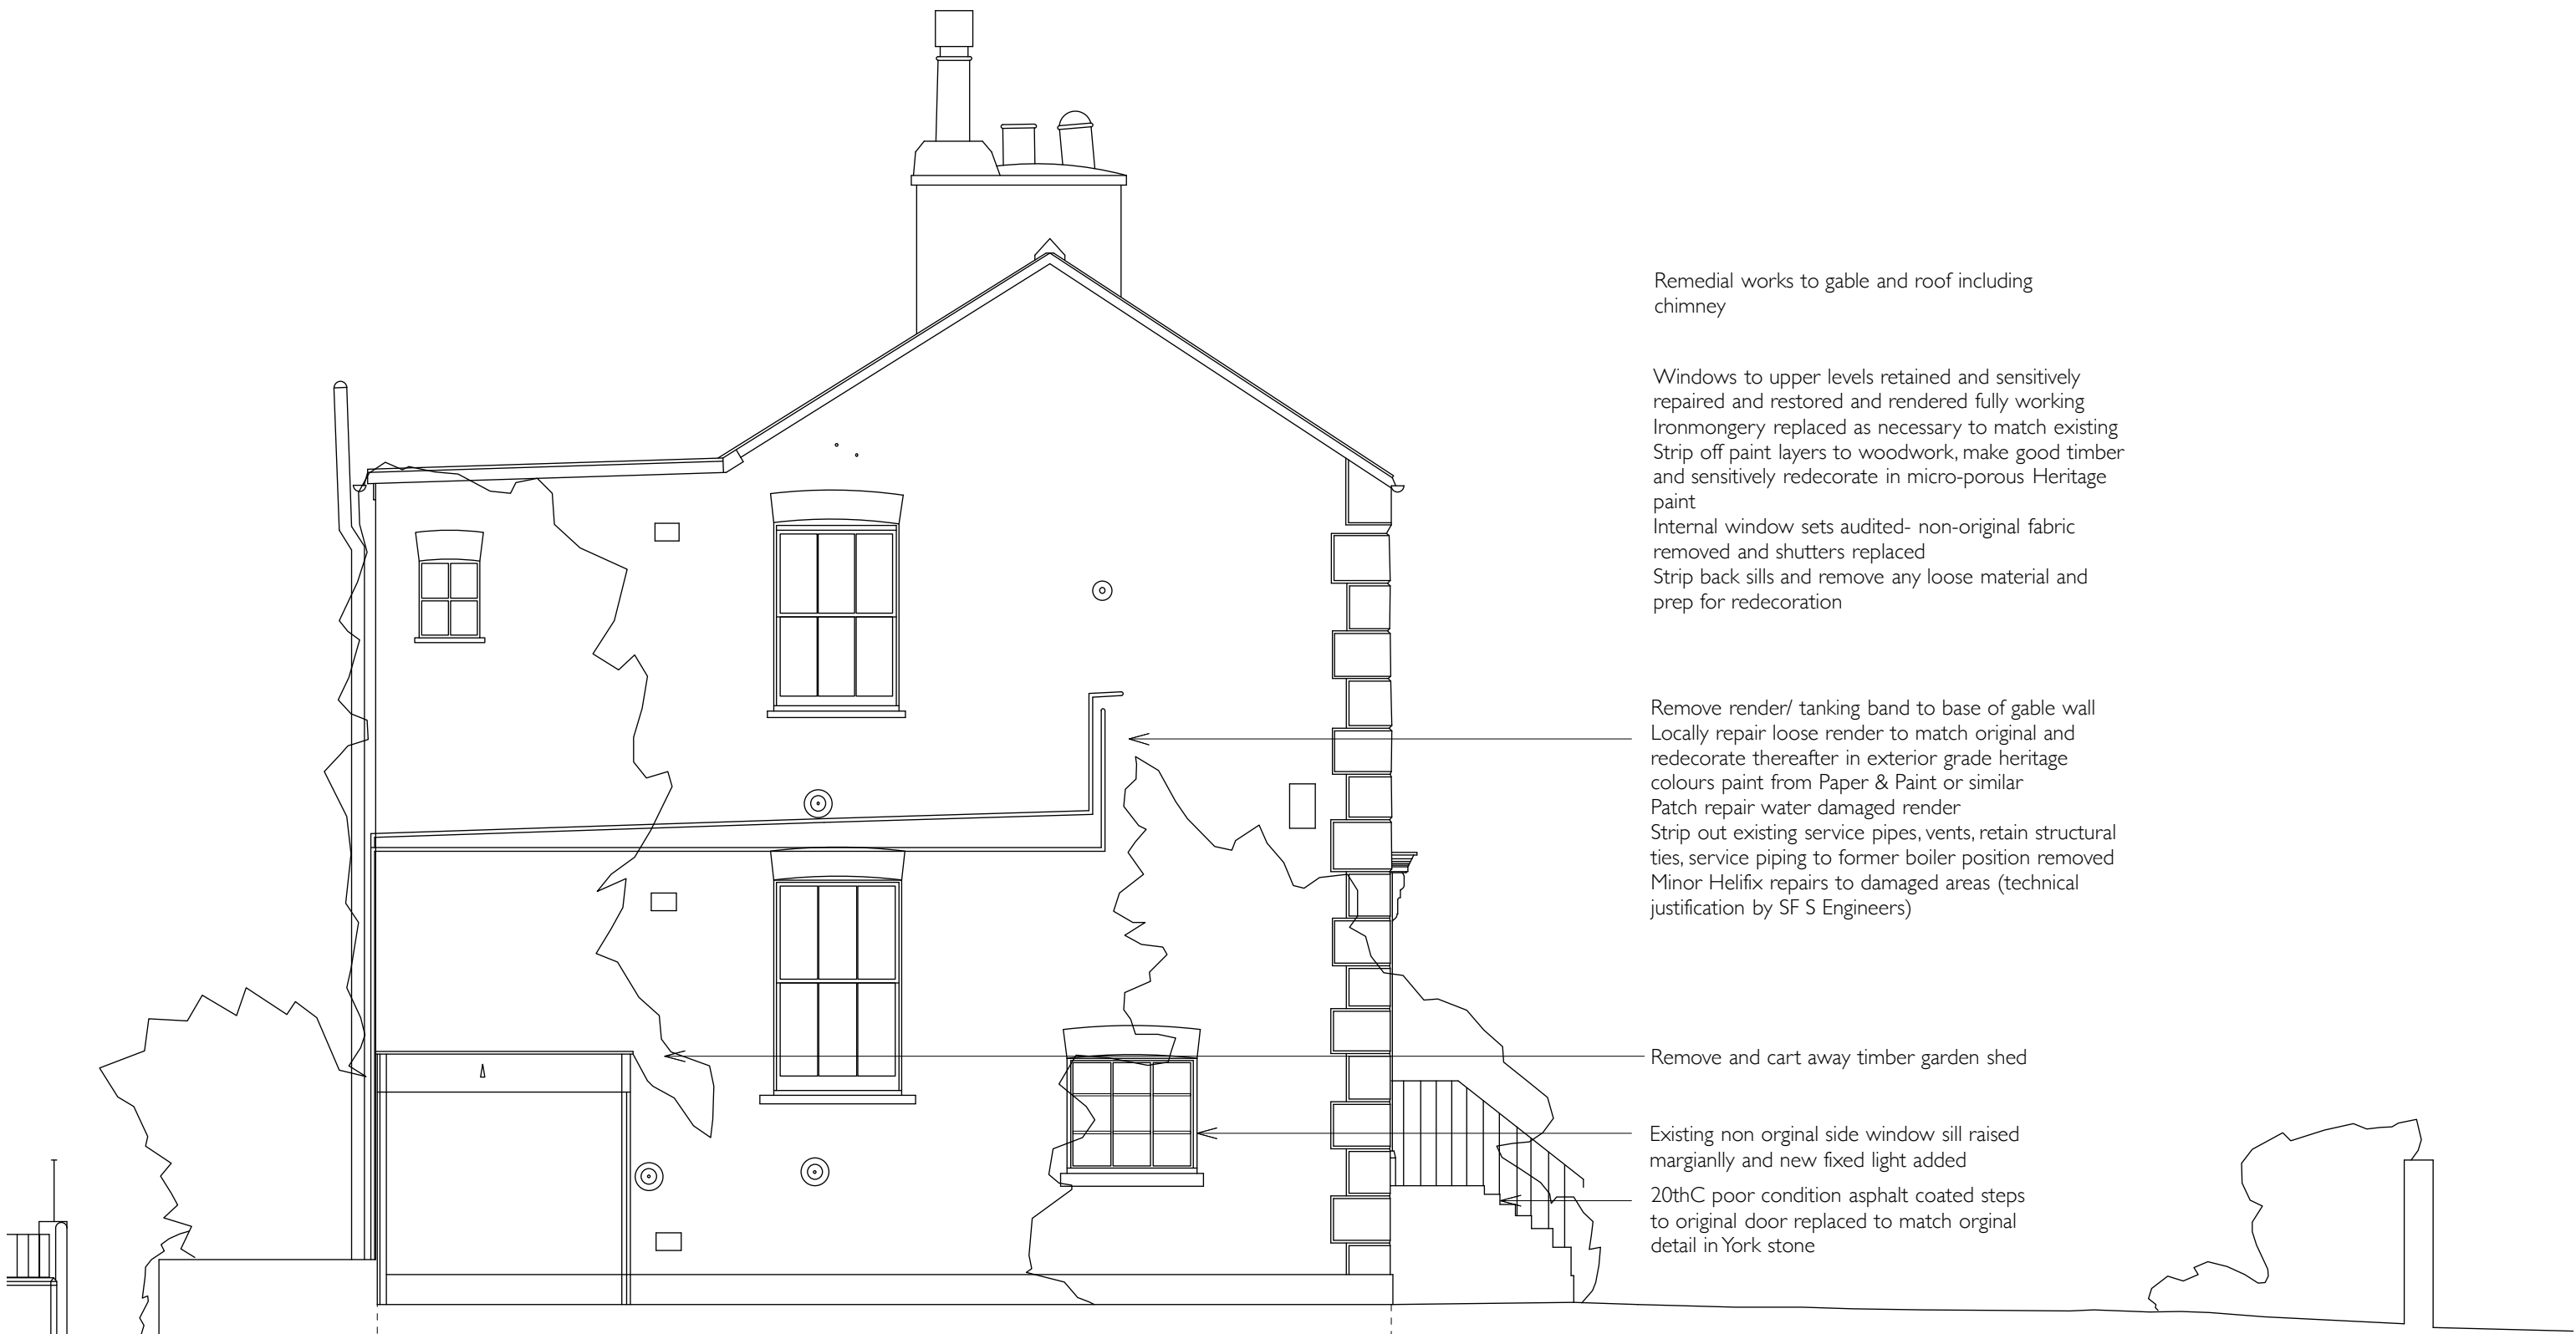 Remedial works to gable and roof including
chimney
Windows to upper levels retained and sensitively
repaired and restored and rendered fully working
Ironmongery replaced as necessary to match existing
Strip off paint layers to woodwork, make good timber
and sensitively redecorate in micro-porous Heritage
paint
Internal window sets audited- non-original fabric
removed and shutters replaced
Strip back sills and remove any loose material and
prep for redecoration
Remove render/ tanking band to base of gable wall
Locally repair loose render to match original and
redecorate thereafter in exterior grade heritage
colours paint from Paper & Paint or similar
Patch repair water damaged render
Strip out existing service pipes, vents, retain structural
ties, service piping to former boiler position removed
Minor Helifix repairs to damaged areas (technical
justification by SF S Engineers)
Remove and cart away timber garden shed
Existing non orginal side window sill raised
margianlly and new fixed light added
20thC poor condition asphalt coated steps
to original door replaced to match orginal
detail in York stone